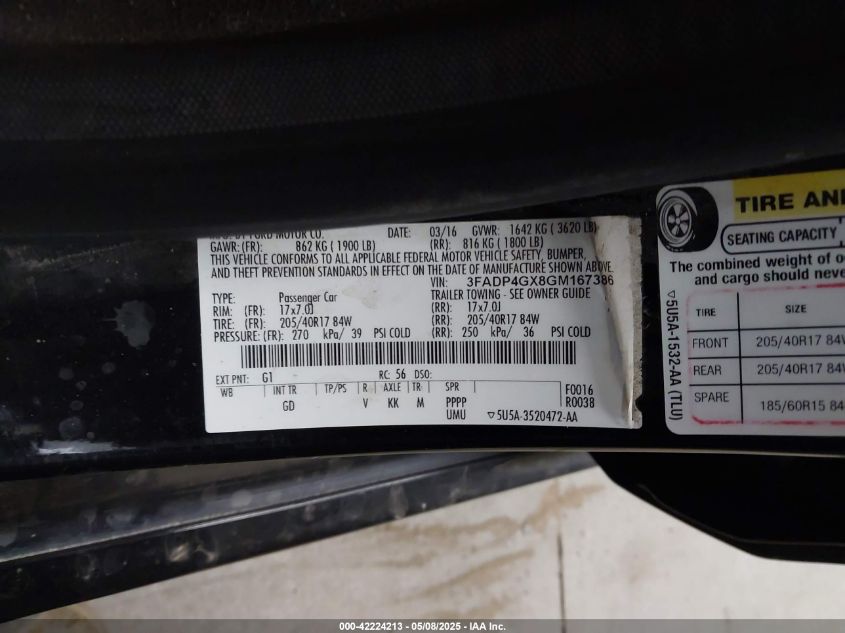 MFD. BY FORD MOTOR CO. DATE: 03/16 GVWR: 1642 KG ( 3620 LB)
GAWR: (FR): 862 KG ( 1900 LB) (RR): 816 KG ( 1800 LB)
THIS VEHICLE CONFORMS TO ALL APPLICABLE FEDERAL MOTOR VEHICLE SAFETY, BUMPER,
AND THEFT PREVENTION STANDARDS IN EFFECT ON THE DATE OF MANUFACTURE SHOWN ABOVE.
VIN: 3FADP4GX8GM167386
TYPE: Passenger Car TRAILER TOWING - SEE OWNER GUIDE
RIM: (FR): 17x7.0J (RR): 17x7.0J
TIRE: (FR): 205/40R17 84W (RR): 205/40R17 84W
PRESSURE: (FR): 270 kPa/ 39 PSI COLD (RR): 250 kPa/ 36 PSI COLD
EXT PNT: G1 RC: 56 DSO:
WB INT TR TP/PS R AXLE TR SPR F0016
GD V KK M PPPP R0038
UMU ▽5U5A-3520472-AA
TIRE AND
SEATING CAPACITY
The combined weight of
and cargo should never
TIRE SIZE
FRONT 205/40R17 84W
REAR 205/40R17 84
SPARE 185/60R15 84
▽5U5A-1532-AA (TLU)
000-42224213 - 05/08/2025 - IAA Inc.